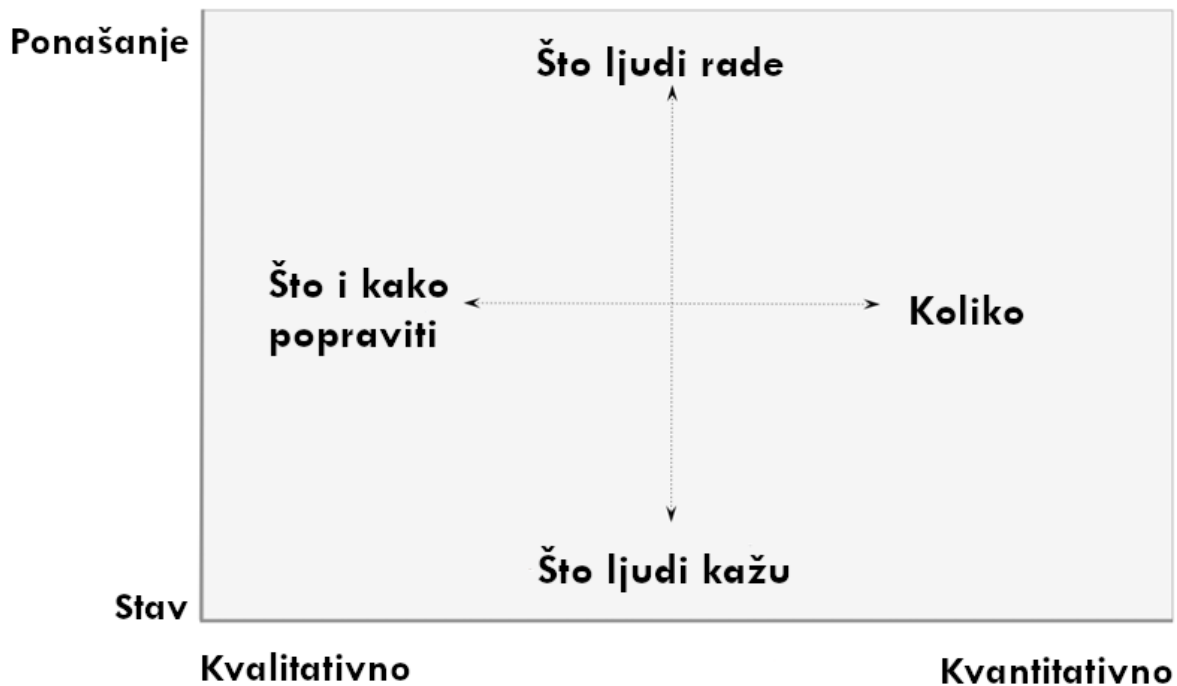 Ponašanje
Što ljudi rade
Što i kako
popraviti
Koliko
Što ljudi kažu
Stav
Kvalitativno
Kvantitativno